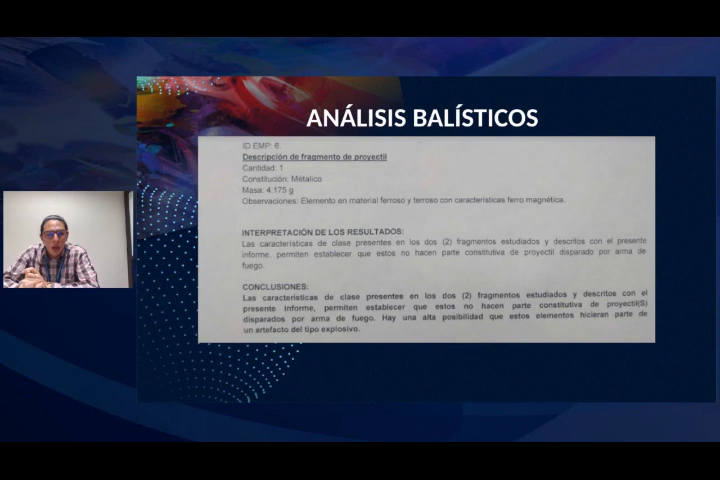 ANÁLISIS BALÍSTICOS
ID EMP: 6.
Descripción de fragmento de proyectil
Cantidad: 1
Constitución: Metálico
Masa: 4.175 g
Observaciones: Elemento en material ferroso y terroso con características ferro magnética.
INTERPRETACIÓN DE LOS RESULTADOS:
Las características de clase presentes en los dos (2) fragmentos estudiados y descritos con el presente
informe, permiten establecer que estos no hacen parte constitutiva de proyectil disparado por arma de
fuego.
CONCLUSIONES:
Las características de clase presentes en los dos (2) fragmentos estudiados y descritos con el
presente informe, permiten establecer que estos no hacen parte constitutiva de proyectil(S)
disparados por arma de fuego. Hay una alta posibilidad que estos elementos hicieran parte de
un artefacto del tipo explosivo.